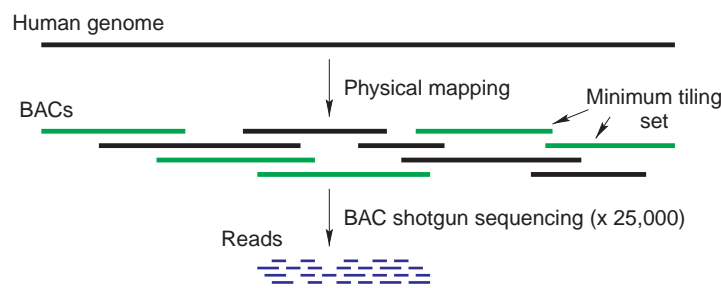 Human genome
Physical mapping
BACs
Minimum tiling
set
BAC shotgun sequencing (x 25,000)
Reads